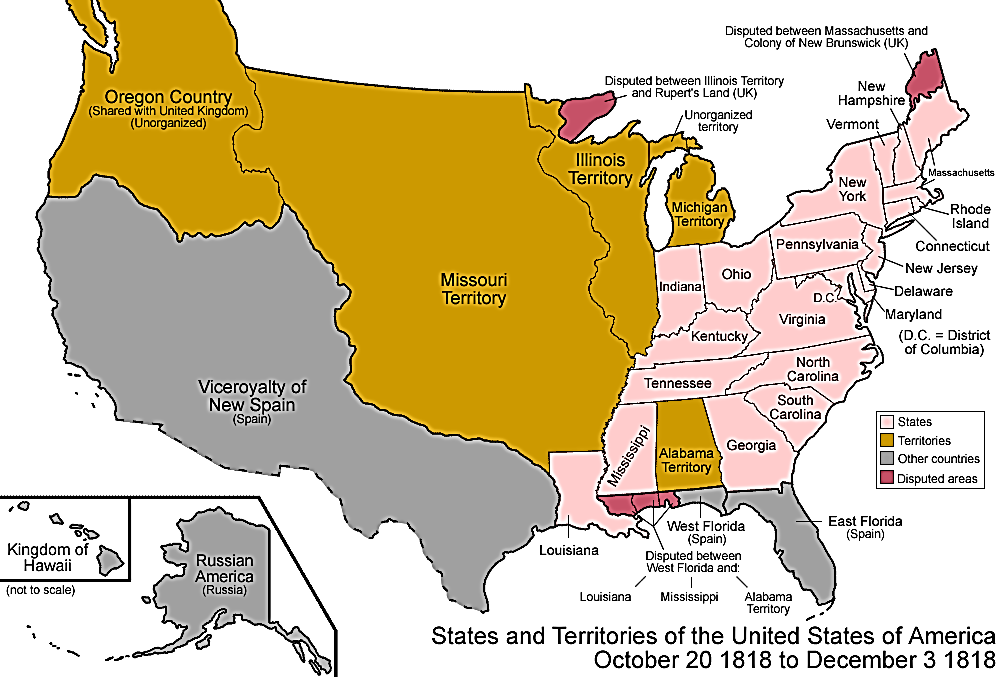 Disputed between Massachusetts and
Colony of New Brunswick (UK)
Disputed between Illinois Territory
and Rupert's Land (UK)
Oregon Country
(Shared with United Kingdom)
(Unorganized)
New
Hampshire
Unorganized
territory
Vermont
Illinois
Territory
Massachusetts
New
York
Michigan
Territory
Rhode
Island
Pennsylvania
Connecticut
New Jersey
Ohio
Missouri
Territory
Indiana
Delaware
D.C.
Maryland
Virginia
Kentucky
(D.C. = District
of Columbia)
North
Carolina
Tennessee
Viceroyalty of
New Spain
(Spain)
South
Carolina
States
Territories
Other countries
Disputed areas
Mississippi
Georgia
Alabama
Territory
West Florida
(Spain)
East Florida
(Spain)
Louisiana
Disputed between
West Florida and:
Louisiana
Mississippi
Alabama
Territory
Kingdom of
Hawaii
(not to scale)
Russian
America
(Russia)
States and Territories of the United States of America
October 20 1818 to December 3 1818